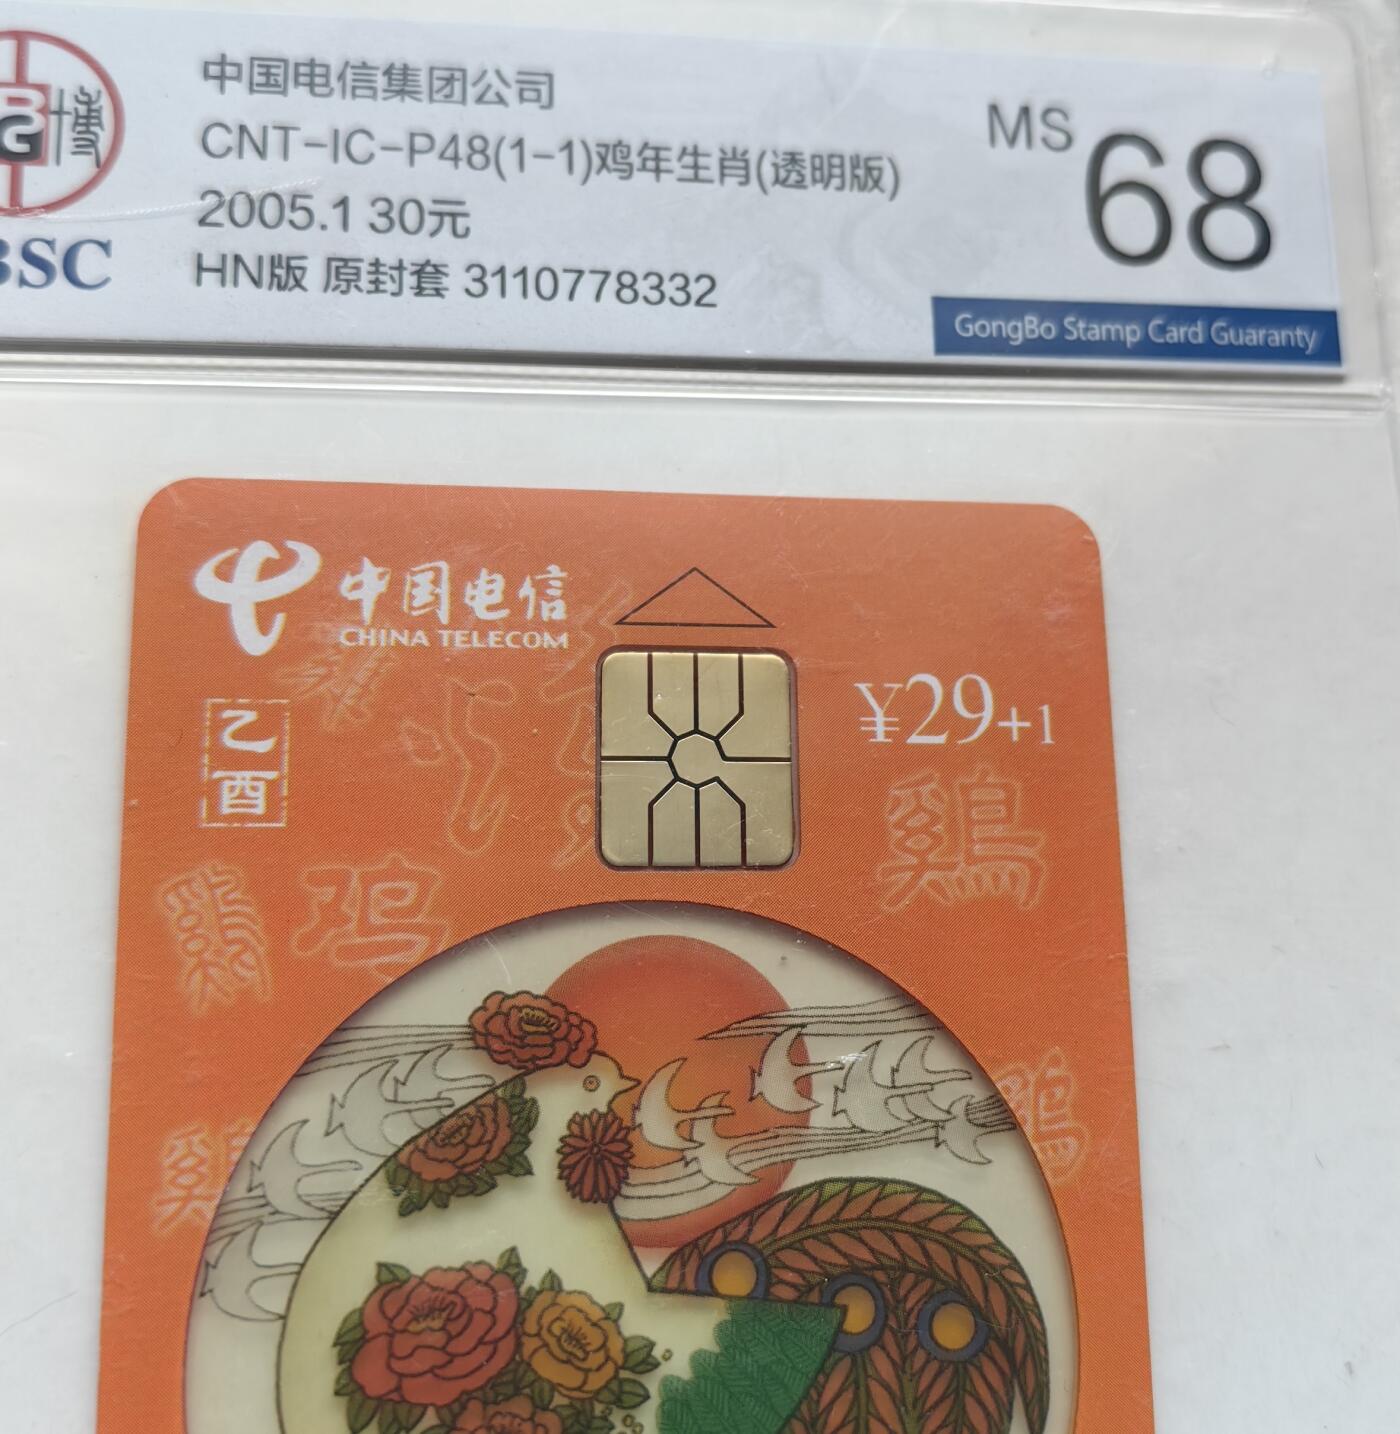 博
G
BSC
中国电信集团公司
CNT-IC-P48(1-1)鸡年生肖(透明版)
2005.1 30元
HN版 原封套 3110778332
MS 68
GongBo Stamp Card Guaranty
中国电信
CHINA TELECOM
¥29+1
乙
酉
鷄
鸡